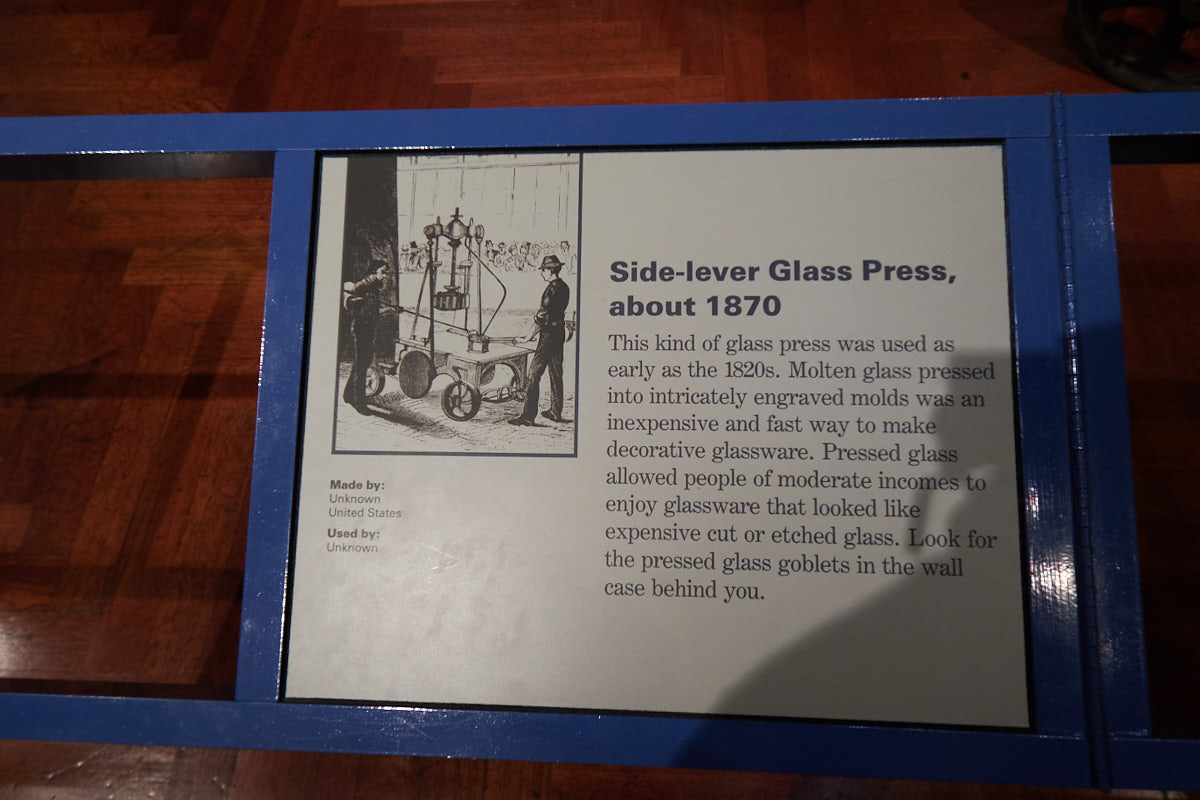 Side-lever Glass Press,
about 1870
This kind of glass press was used as
early as the 1820s. Molten glass pressed
into intricately engraved molds was an
inexpensive and fast way to make
decorative glassware. Pressed glass
allowed people of moderate incomes to
enjoy glassware that looked like
expensive cut or etched glass. Look for
the pressed glass goblets in the wall
case behind you.
Made by:
Unknown
United States
Used by:
Unknown